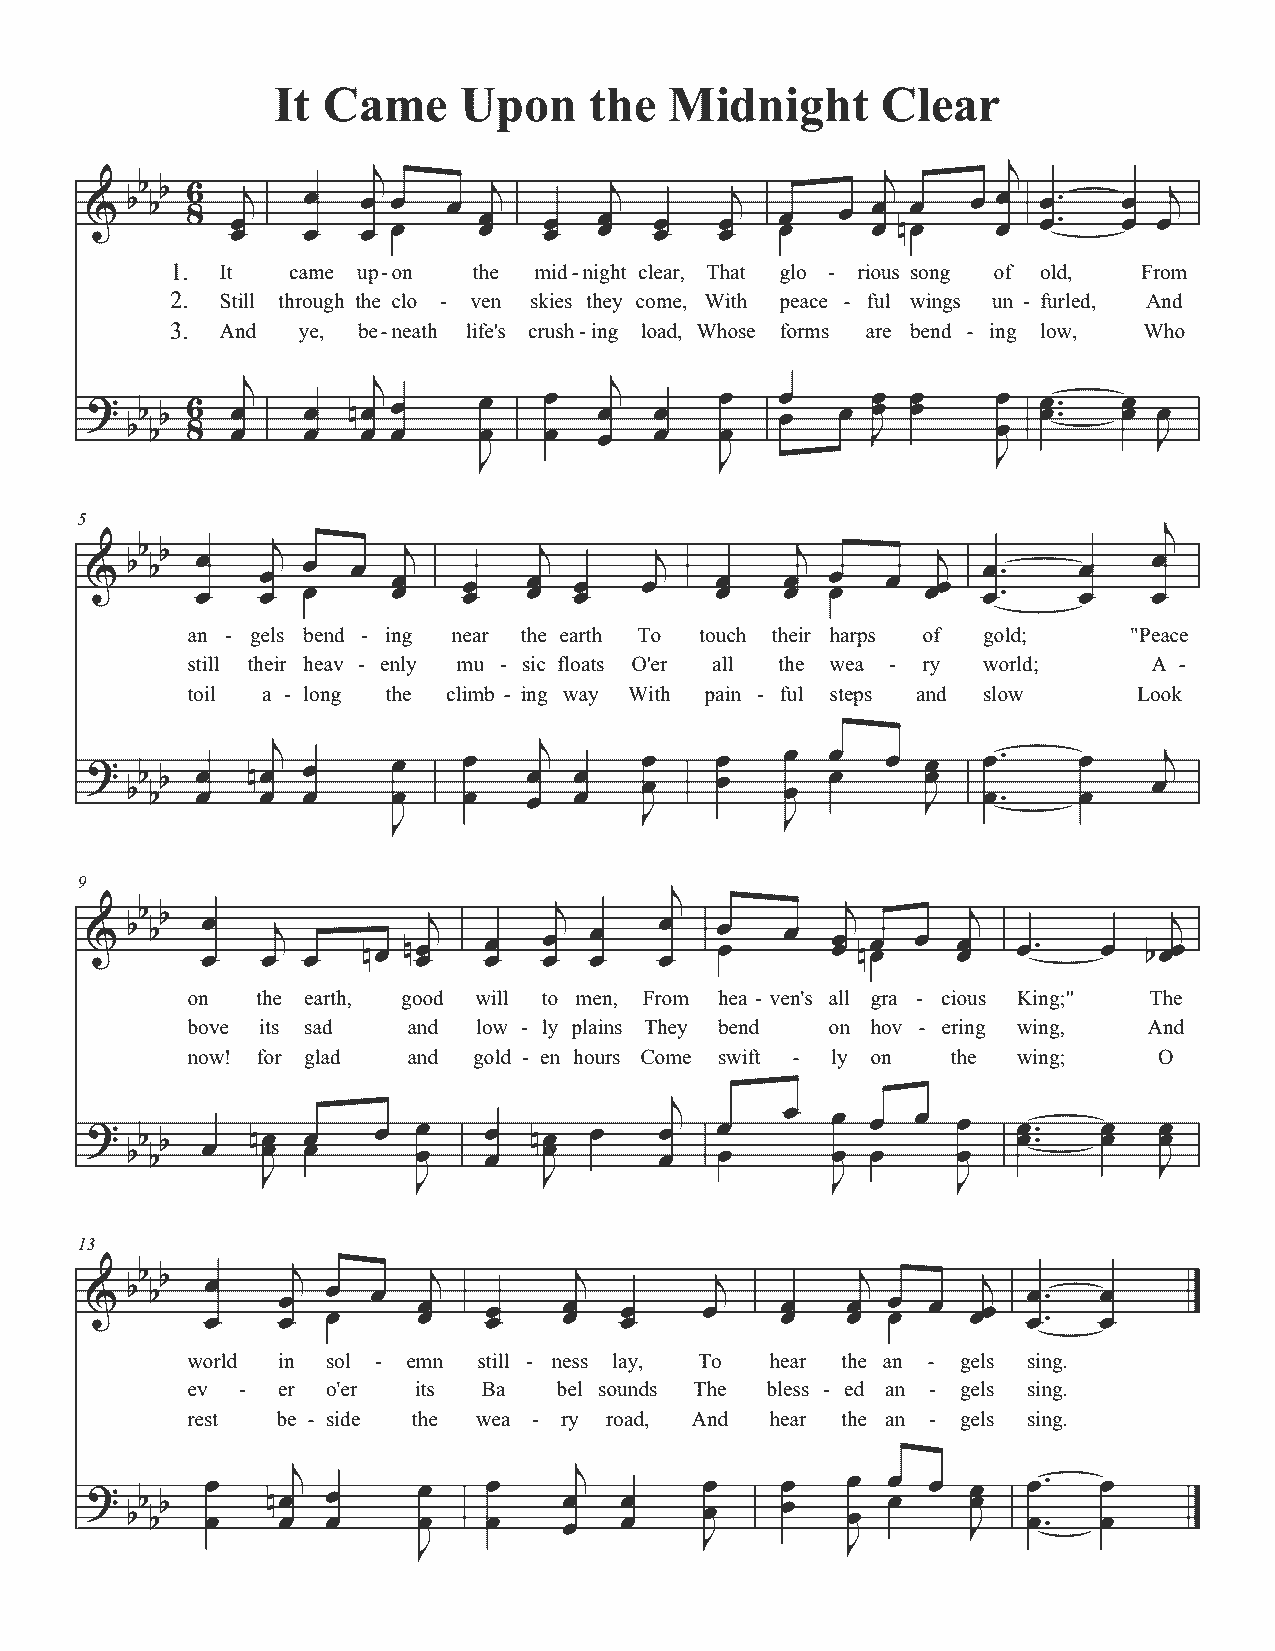 It Came Upon the Midnight Clear
6
8
1. It came up-on the mid-night clear, That glo - rious song of old, From
2. Still through the clo - ven skies they come, With peace - ful wings un - furled, And
3. And ye, be-neath life's crush-ing load, Whose forms are bend - ing low, Who
6
8
5
an - gels bend - ing near the earth To touch their harps of gold; "Peace
still their heav - enly mu - sic floats O'er all the wea - ry world; A -
toil a - long the climb - ing way With pain - ful steps and slow Look
9
on the earth, good will to men, From hea - ven's all gra - cious King;" The
bove its sad and low - ly plains They bend on hov - ering wing, And
now! for glad and gold - en hours Come swift - ly on the wing; O
13
world in sol - emn still - ness lay, To hear the an - gels sing.
ev - er o'er its Ba bel sounds The bless - ed an - gels sing.
rest be - side the wea - ry road, And hear the an - gels sing.